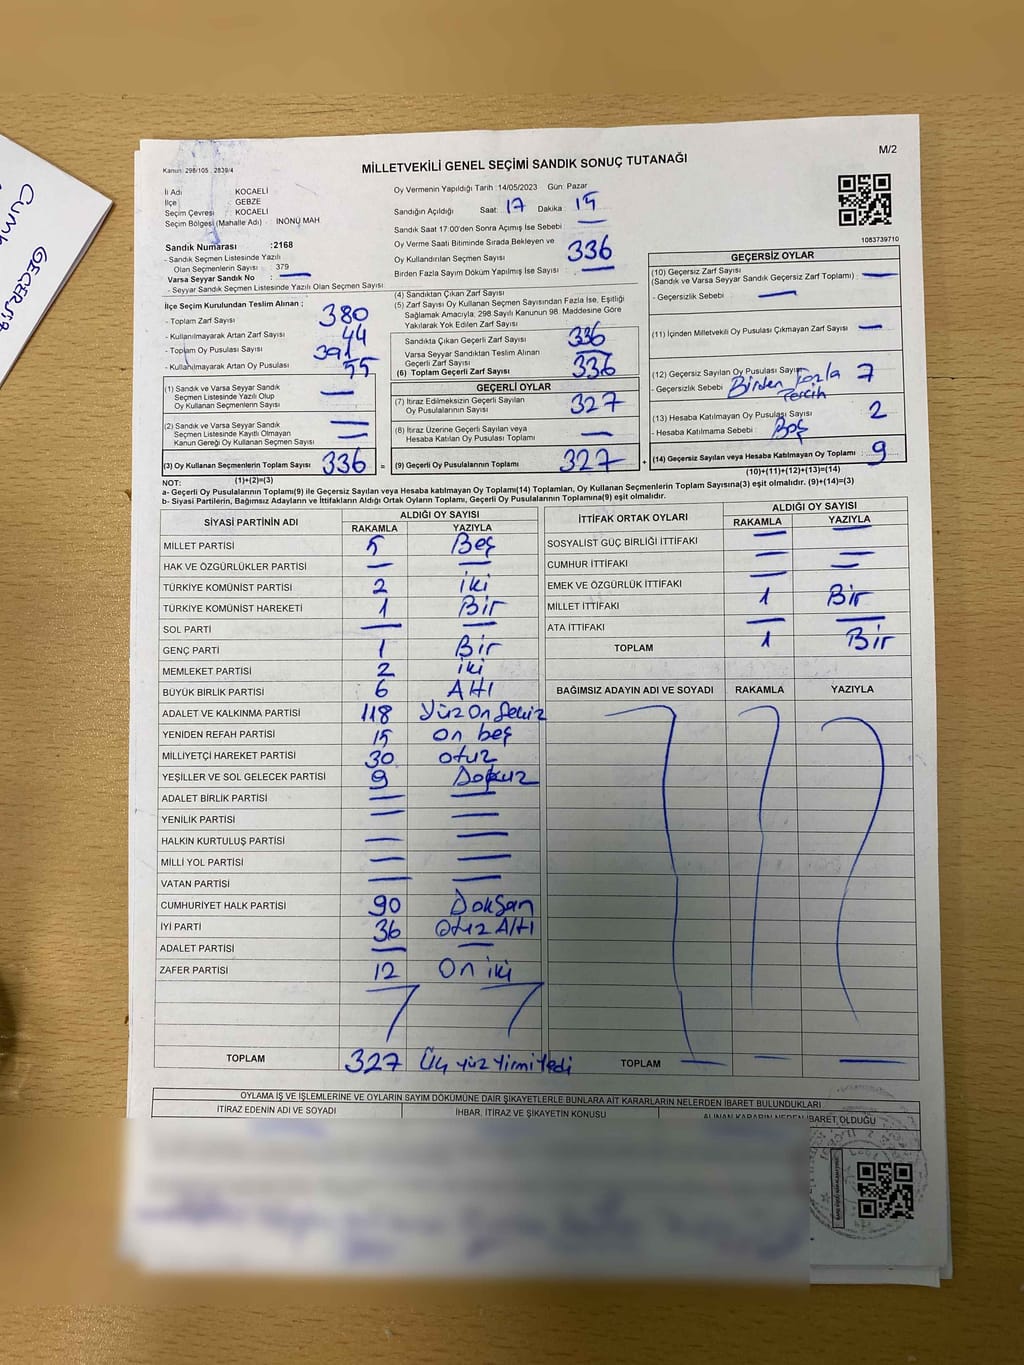 M/2
Kanun: 298/105 , 2839/4
MİLLETVEKİLİ GENEL SEÇİMİ SANDIK SONUÇ TUTANAĞI
İl Adı KOCAELİ
İlçe GEBZE
Seçim Çevresi : KOCAELİ
Seçim Bölgesi (Mahalle Adı) : İNÖNÜ MAH
Sandık Numarası :2168
- Sandık Seçmen Listesinde Yazılı
Olan Seçmenlerin Sayısı 379
Varsa Seyyar Sandık No : —
- Seyyar Sandık Seçmen Listesinde Yazılı Olan Seçmen Sayısı
Oy Vermenin Yapıldığı Tarih :14/05/2023 Gün: Pazar
Sandığın Açıldığı Saat: 17 Dakika 15
Sandık Saat 17:00'den Sonra Açımış İse Sebebi —
Oy Verme Saati Bitiminde Sırada Bekleyen ve
Oy Kullandırılan Seçmen Sayısı 336
Birden Fazla Sayım Döküm Yapılmış İse Sayısı : —
1083739710
İlçe Seçim Kurulundan Teslim Alınan ;
- Toplam Zarf Sayısı 380
- Kullanılmayarak Artan Zarf Sayısı 44
- Toplam Oy Pusulası Sayısı 391
- Kullanılmayarak Artan Oy Pusulası 55
(1) Sandık ve Varsa Seyyar Sandık
Seçmen Listesinde Yazılı Olup
Oy Kullanan Seçmenlerin Sayısı —
(2) Sandık ve Varsa Seyyar Sandık
Seçmen Listesinde Kayıtlı Olmayan
Kanun Gereği Oy Kullanan Seçmen Sayısı —
(3) Oy Kullanan Seçmenlerin Toplam Sayısı 336 =
(1)+(2)=(3)
(4) Sandıktan Çıkan Zarf Sayısı
(5) Zarf Sayısı Oy Kullanan Seçmen Sayısından Fazla İse, Eşitliği
Sağlamak Amacıyla, 298 Sayılı Kanunun 98. Maddesine Göre
Yakılarak Yok Edilen Zarf Sayısı
Sandıkta Çıkan Geçerli Zarf Sayısı 336
Varsa Seyyar Sandıktan Teslim Alınan
Geçerli Zarf Sayısı —
(6) Toplam Geçerli Zarf Sayısı 336
GEÇERLİ OYLAR
(7) İtiraz Edilmeksizin Geçerli Sayılan
Oy Pusulalarının Sayısı 327
(8) İtiraz Üzerine Geçerli Sayılan veya
Hesaba Katılan Oy Pusulası Toplamı —
(9) Geçerli Oy Pusulalarının Toplamı 327 +
GEÇERSİZ OYLAR
(10) Geçersiz Zarf Sayısı
(Sandık ve Varsa Seyyar Sandık Geçersiz Zarf Toplamı) : —
- Geçersizlik Sebebi : —
(11) İçinden Milletvekili Oy Pusulası Çıkmayan Zarf Sayısı : —
(12) Geçersiz Sayılan Oy Pusulası Sayısı 7
- Geçersizlik Sebebi : Birden Fazla
Tercih
(13) Hesaba Katılmayan Oy Pusulası Sayısı 2
- Hesaba Katılmama Sebebi : Boş
(14) Geçersiz Sayılan veya Hesaba Katılmayan Oy Toplamı : 9
(10)+(11)+(12)+(13)=(14)
NOT:
a- Geçerli Oy Pusulalarının Toplamı(9) ile Geçersiz Sayılan veya Hesaba katılmayan Oy Toplamı(14) Toplamları, Oy Kullanan Seçmenlerin Toplam Sayısına(3) eşit olmalıdır. (9)+(14)=(3)
b- Siyasi Partilerin, Bağımsız Adayların ve İttifakların Aldığı Ortak Oyların Toplamı, Geçerli Oy Pusulalarının Toplamına(9) eşit olmalıdır.
SİYASİ PARTİNİN ADI ALDIĞI OY SAYISI
RAKAMLA YAZIYLA
MİLLET PARTİSİ 5 Beş
HAK VE ÖZGÜRLÜKLER PARTİSİ — —
TÜRKİYE KOMÜNİST PARTİSİ 2 iki
TÜRKİYE KOMÜNİST HAREKETİ 1 Bir
SOL PARTİ — —
GENÇ PARTİ 1 Bir
MEMLEKET PARTİSİ 2 iki
BÜYÜK BİRLİK PARTİSİ 6 Altı
ADALET VE KALKINMA PARTİSİ 118 Yüz On Sekiz
YENİDEN REFAH PARTİSİ 15 On beş
MİLLİYETÇİ HAREKET PARTİSİ 30 otuz
YEŞİLLER VE SOL GELECEK PARTİSİ 9 Dokuz
ADALET BİRLİK PARTİSİ — —
YENİLİK PARTİSİ — —
HALKIN KURTULUŞ PARTİSİ — —
MİLLİ YOL PARTİSİ — —
VATAN PARTİSİ — —
CUMHURİYET HALK PARTİSİ 90 Doksan
İYİ PARTİ 36 Otuz Altı
ADALET PARTİSİ — —
ZAFER PARTİSİ 12 On iki
TOPLAM 327 Üç yüz Yirmi Yedi
İTTİFAK ORTAK OYLARI ALDIĞI OY SAYISI
RAKAMLA YAZIYLA
SOSYALİST GÜÇ BİRLİĞİ İTTİFAKI — —
CUMHUR İTTİFAKI — —
EMEK VE ÖZGÜRLÜK İTTİFAKI — —
MİLLET İTTİFAKI 1 Bir
ATA İTTİFAKI — —
TOPLAM 1 Bir
BAĞIMSIZ ADAYIN ADI VE SOYADI RAKAMLA YAZIYLA
TOPLAM — —
OYLAMA İŞ VE İŞLEMLERİNE VE OYLARIN SAYIM DÖKÜMÜNE DAİR ŞİKAYETLERLE BUNLARA AİT KARARLARIN NELERDEN İBARET BULUNDUKLARI
İTİRAZ EDENİN ADI VE SOYADI İHBAR, İTİRAZ VE ŞİKAYETİN KONUSU ALINAN KARARIN NEDEN İBARET OLDUĞU